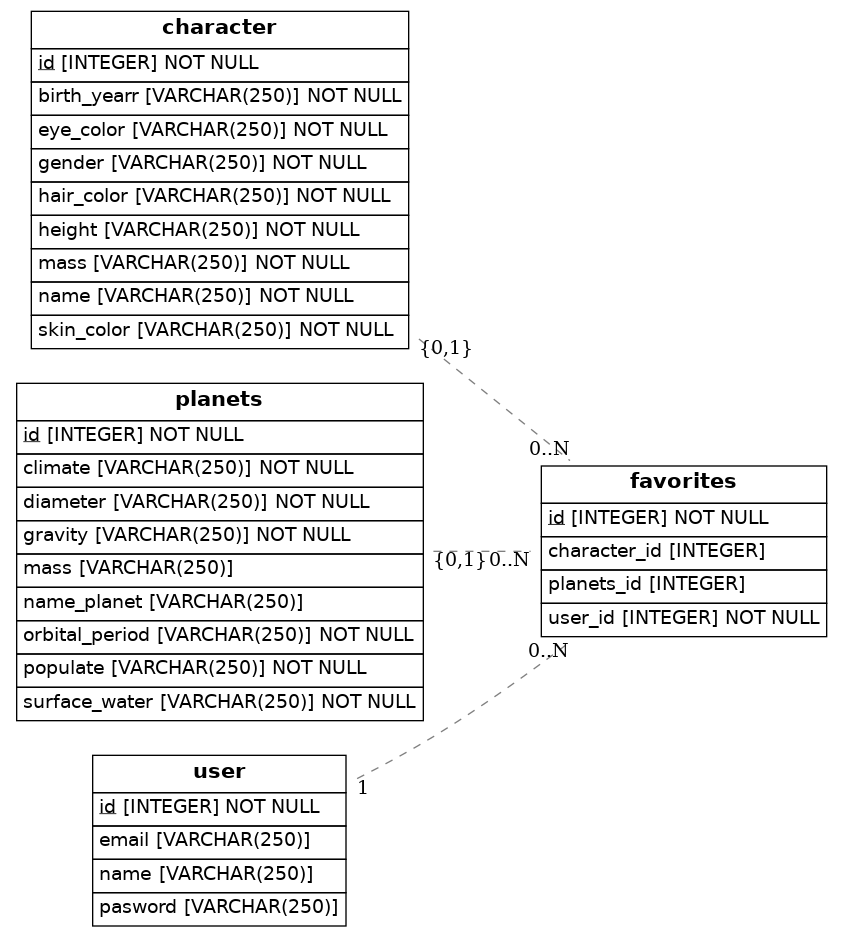 character
id [INTEGER] NOT NULL
birth_yearr [VARCHAR(250)] NOT NULL
eye_color [VARCHAR(250)] NOT NULL
gender [VARCHAR(250)] NOT NULL
hair_color [VARCHAR(250)] NOT NULL
height [VARCHAR(250)] NOT NULL
mass [VARCHAR(250)] NOT NULL
name [VARCHAR(250)] NOT NULL
skin_color [VARCHAR(250)] NOT NULL
{0,1}
0..N
planets
id [INTEGER] NOT NULL
climate [VARCHAR(250)] NOT NULL
diameter [VARCHAR(250)] NOT NULL
gravity [VARCHAR(250)] NOT NULL
mass [VARCHAR(250)]
name_planet [VARCHAR(250)]
orbital_period [VARCHAR(250)] NOT NULL
populate [VARCHAR(250)] NOT NULL
surface_water [VARCHAR(250)] NOT NULL
{0,1} 0..N
favorites
id [INTEGER] NOT NULL
character_id [INTEGER]
planets_id [INTEGER]
user_id [INTEGER] NOT NULL
0..N
1
user
id [INTEGER] NOT NULL
email [VARCHAR(250)]
name [VARCHAR(250)]
pasword [VARCHAR(250)]